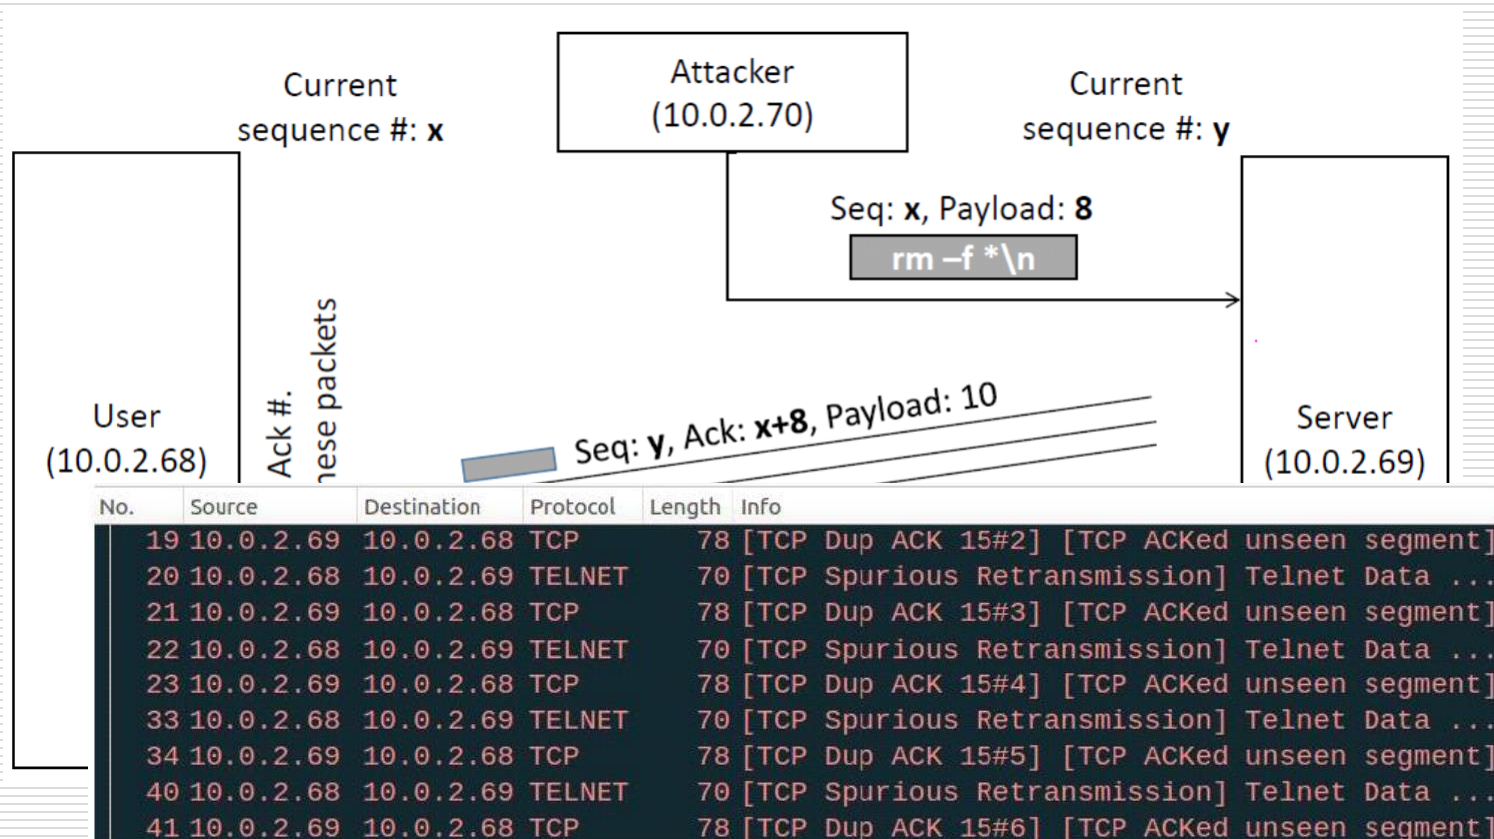 Current
sequence #: x
Attacker
(10.0.2.70)
Current
sequence #: y
Seq: x, Payload: 8
rm –f *\n
User
(10.0.2.68)
Ack #.
hese packets
Seq: y, Ack: x+8, Payload: 10
Server
(10.0.2.69)
No. Source Destination Protocol Length Info
19 10.0.2.69 10.0.2.68 TCP 78 [TCP Dup ACK 15#2] [TCP ACKed unseen segment]
20 10.0.2.68 10.0.2.69 TELNET 70 [TCP Spurious Retransmission] Telnet Data ...
21 10.0.2.69 10.0.2.68 TCP 78 [TCP Dup ACK 15#3] [TCP ACKed unseen segment]
22 10.0.2.68 10.0.2.69 TELNET 70 [TCP Spurious Retransmission] Telnet Data ...
23 10.0.2.69 10.0.2.68 TCP 78 [TCP Dup ACK 15#4] [TCP ACKed unseen segment]
33 10.0.2.68 10.0.2.69 TELNET 70 [TCP Spurious Retransmission] Telnet Data ...
34 10.0.2.69 10.0.2.68 TCP 78 [TCP Dup ACK 15#5] [TCP ACKed unseen segment]
40 10.0.2.68 10.0.2.69 TELNET 70 [TCP Spurious Retransmission] Telnet Data ...
41 10.0.2.69 10.0.2.68 TCP 78 [TCP Dup ACK 15#6] [TCP ACKed unseen segment]